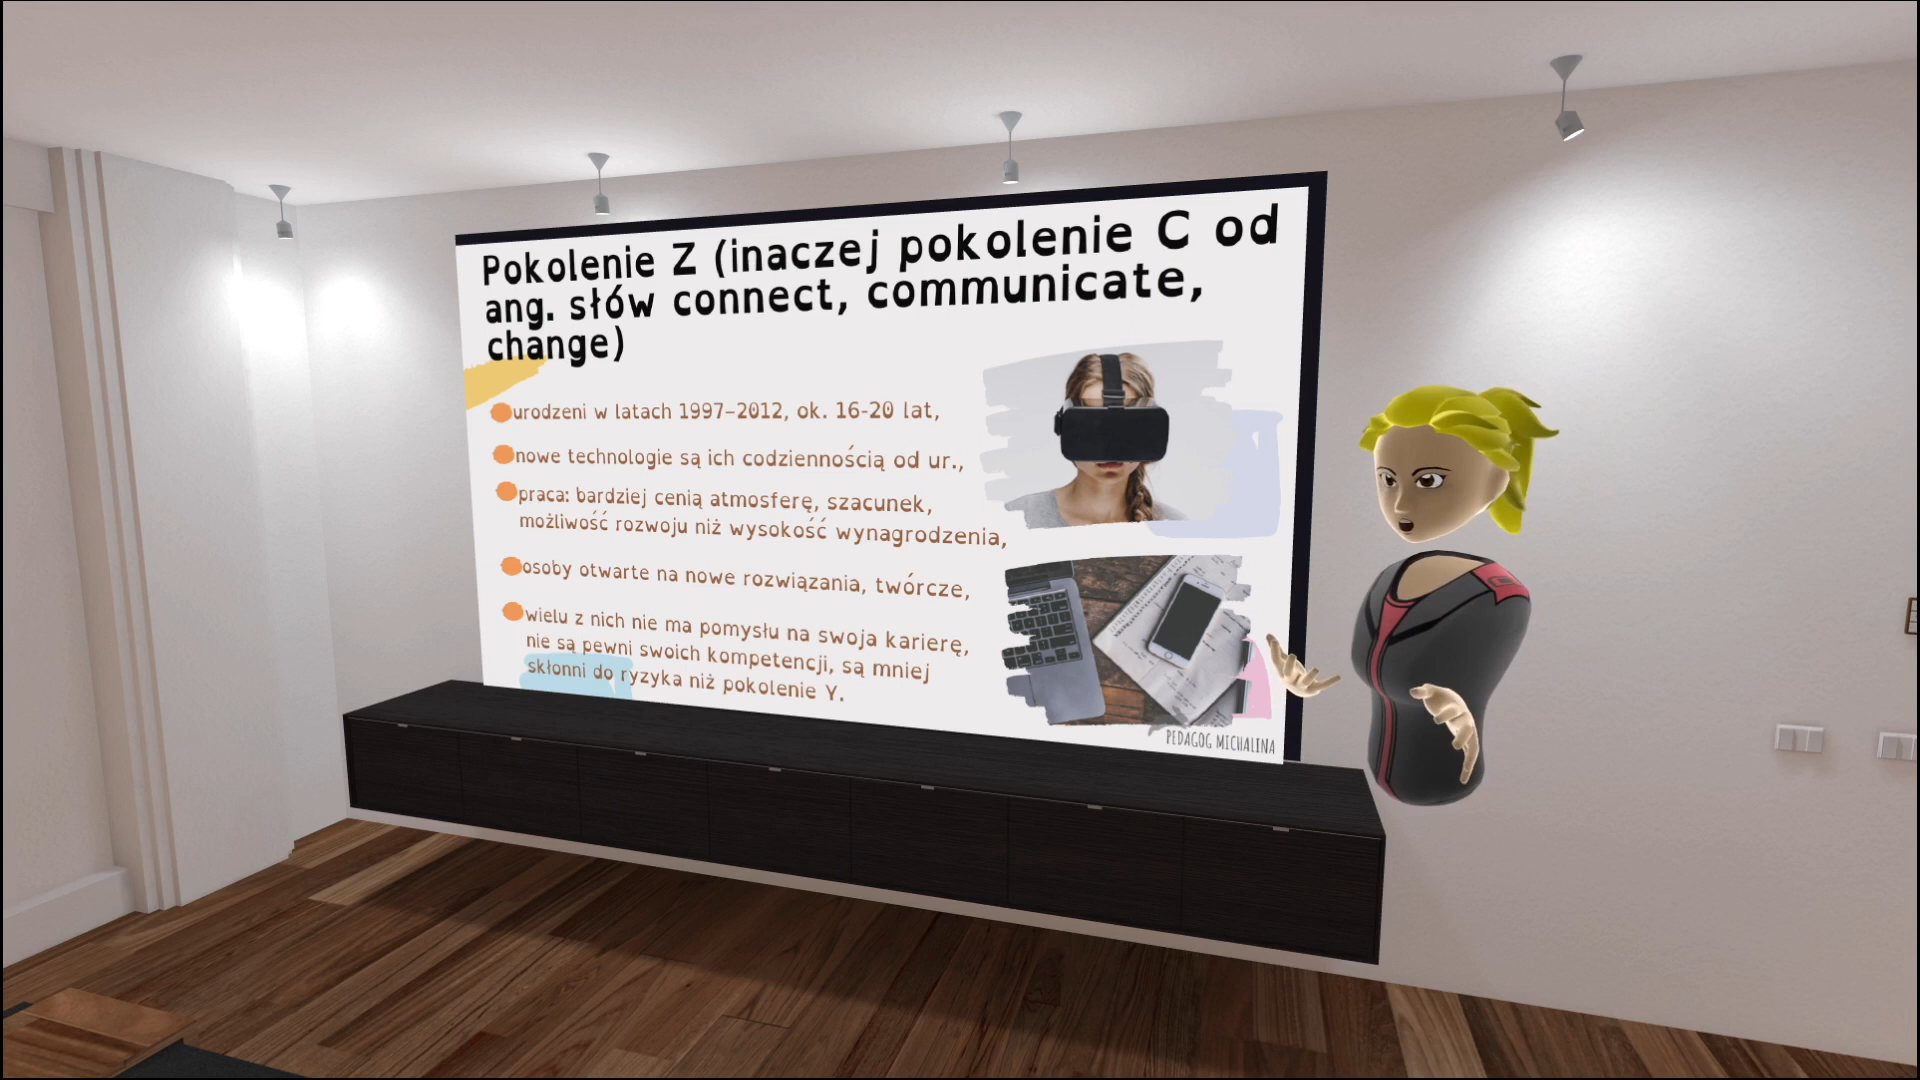 Pokolenie Z (inaczej pokolenie C od
ang. słów connect, communicate,
change)
urodzeni w latach 1997–2012, ok. 16-20 lat,
nowe technologie są ich codziennością od ur.,
praca: bardziej cenią atmosferę, szacunek,
możliwość rozwoju niż wysokość wynagrodzenia,
osoby otwarte na nowe rozwiązania, twórcze,
wielu z nich nie ma pomysłu na swoja karierę,
nie są pewni swoich kompetencji, są mniej
skłonni do ryzyka niż pokolenie Y.
PEDAGOG MICHALINA